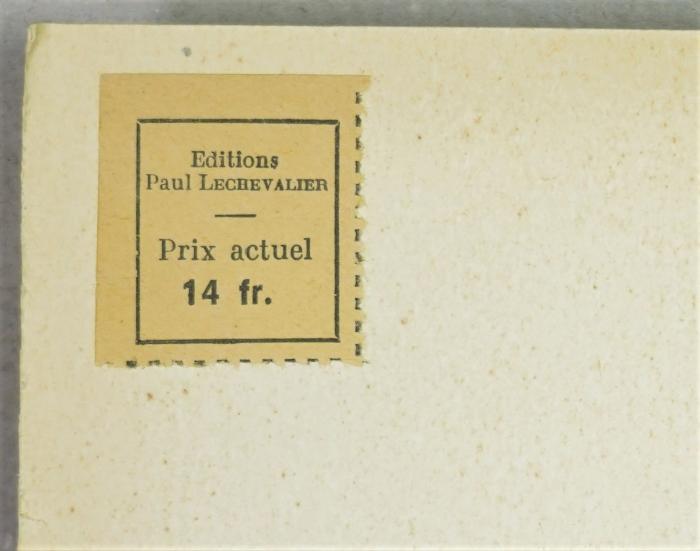 Editions
Paul LECHEVALIER
Prix actuel
14 fr.